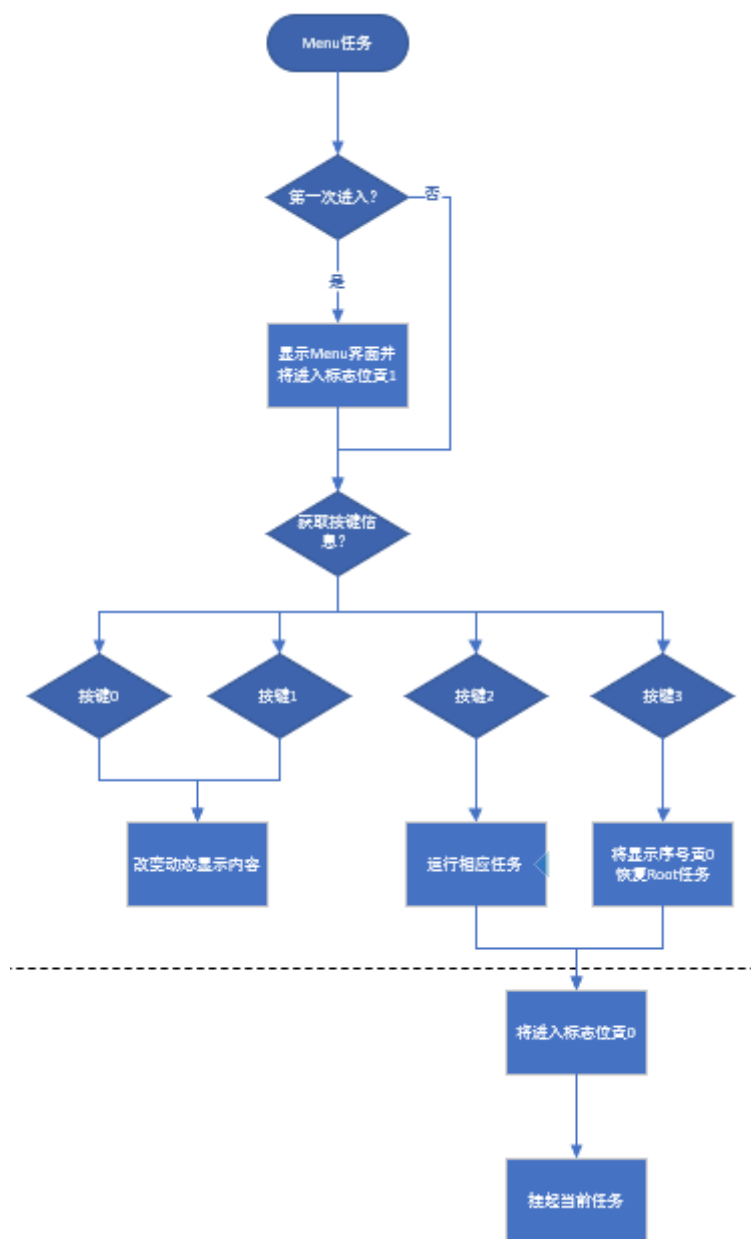 Menu任务
第一次进入?
否
是
显示Menu界面并
将进入标志位置1
获取按键信
息?
按键0
按键1
按键2
按键3
改变动态显示内容
运行相应任务
将显示序号置0
恢复Root任务
将进入标志位置0
挂起当前任务